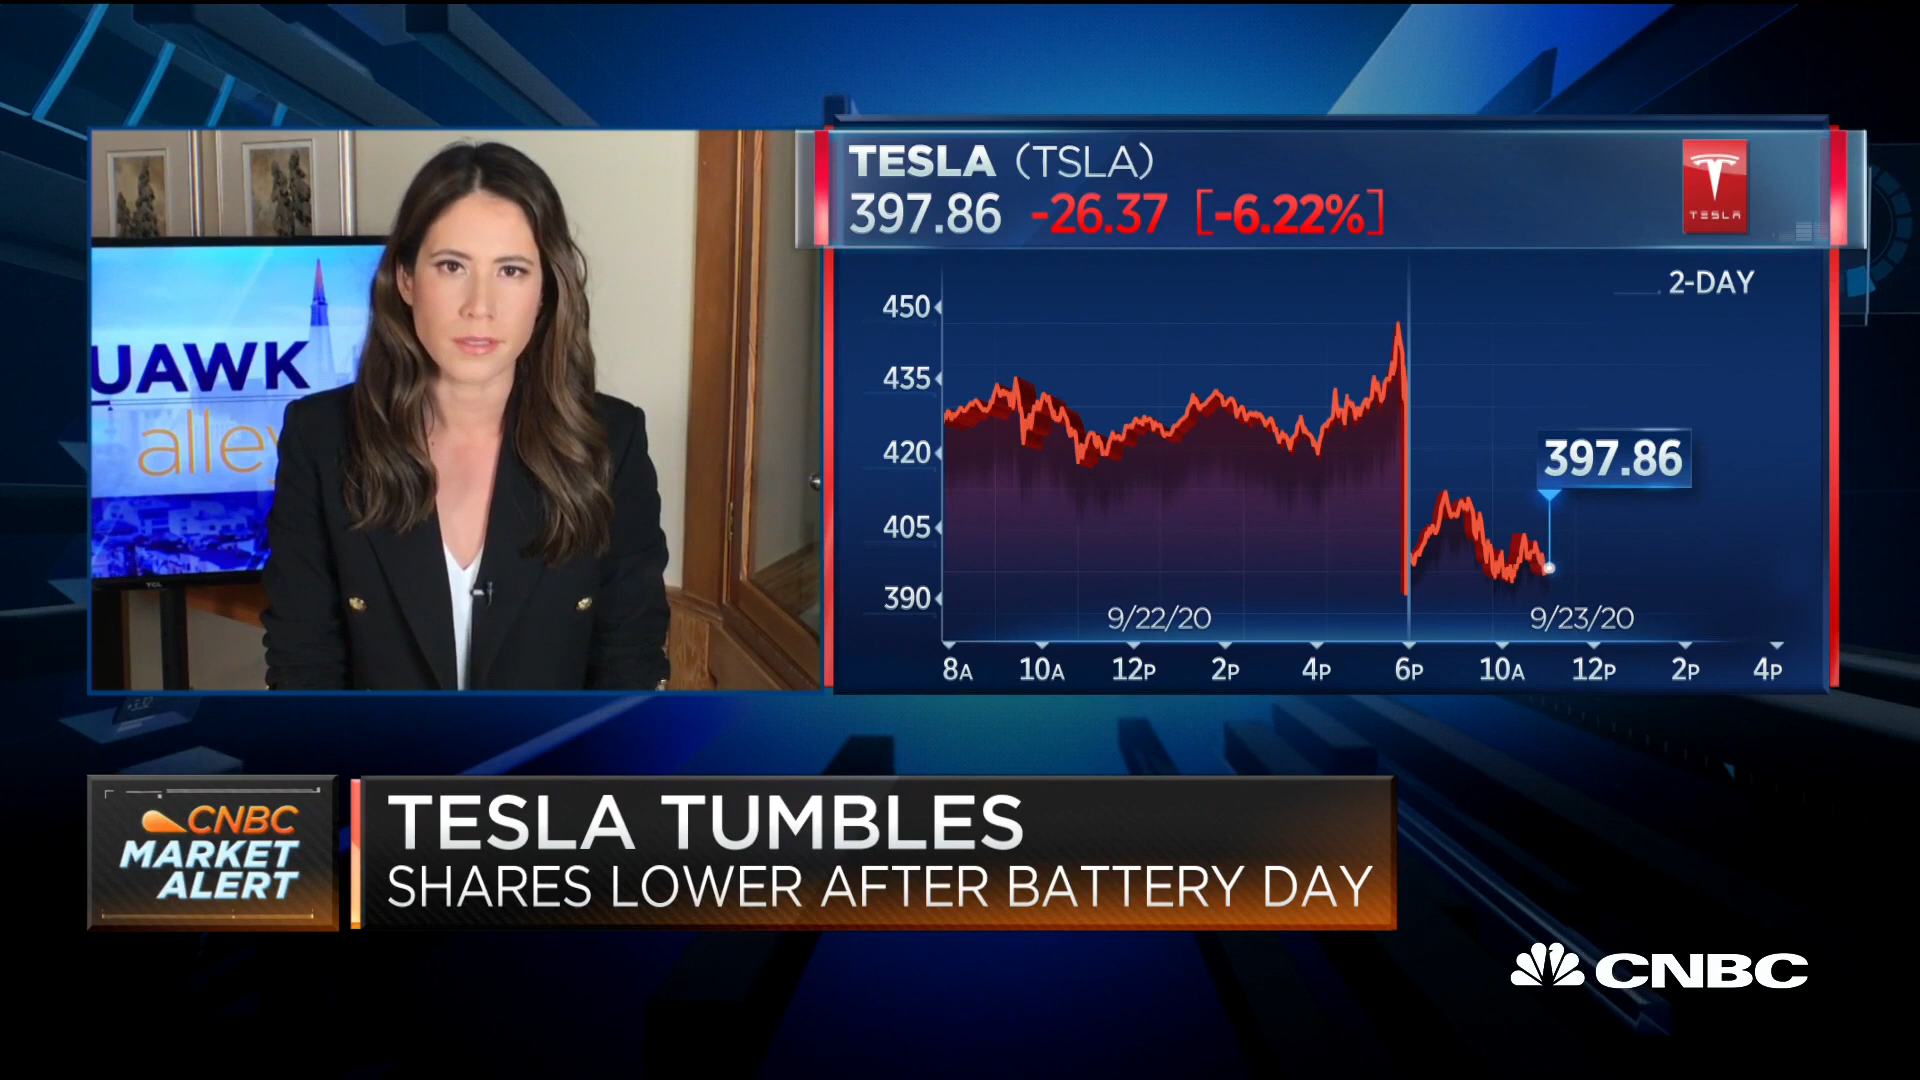 TESLA (TSLA)
397.86 -26.37 [-6.22%]
TESLA
2-DAY
450
435
420
405
390
397.86
9/22/20
9/23/20
8A 10A 12P 2P 4P 6P 10A 12P 2P 4P
UAWK
alley
TCL
CNBC
MARKET
ALERT
TESLA TUMBLES
SHARES LOWER AFTER BATTERY DAY
CNBC